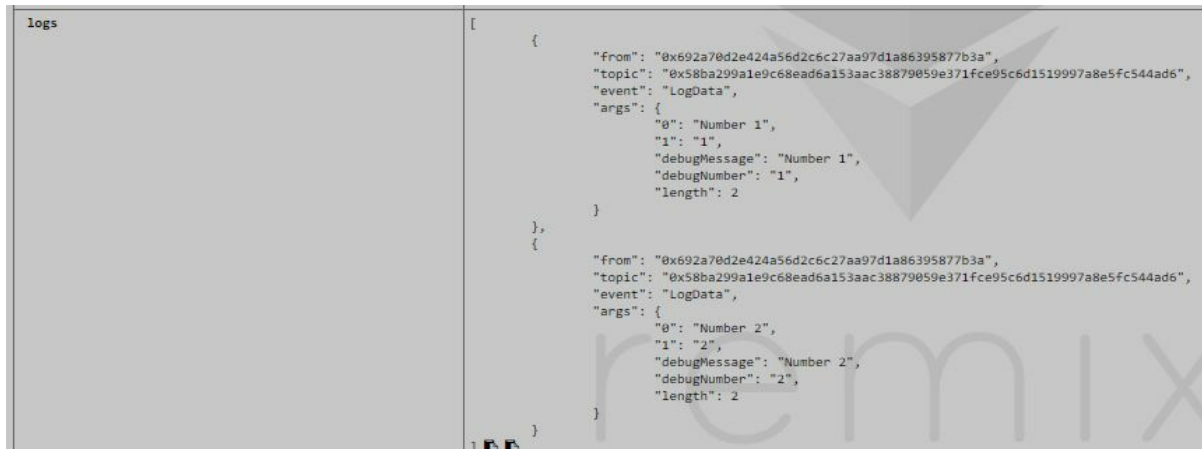 logs
[
{
"from": "0x692a70d2e424a56d2c6c27aa97d1a86395877b3a",
"topic": "0x58ba299a1e9c68ead6a153aac38879059e371fce95c6d1519997a8e5fc544ad6",
"event": "LogData",
"args": {
"0": "Number 1",
"1": "1",
"debugMessage": "Number 1",
"debugNumber": "1",
"length": 2
}
},
{
"from": "0x692a70d2e424a56d2c6c27aa97d1a86395877b3a",
"topic": "0x58ba299a1e9c68ead6a153aac38879059e371fce95c6d1519997a8e5fc544ad6",
"event": "LogData",
"args": {
"0": "Number 2",
"1": "2",
"debugMessage": "Number 2",
"debugNumber": "2",
"length": 2
}
}
]
remix